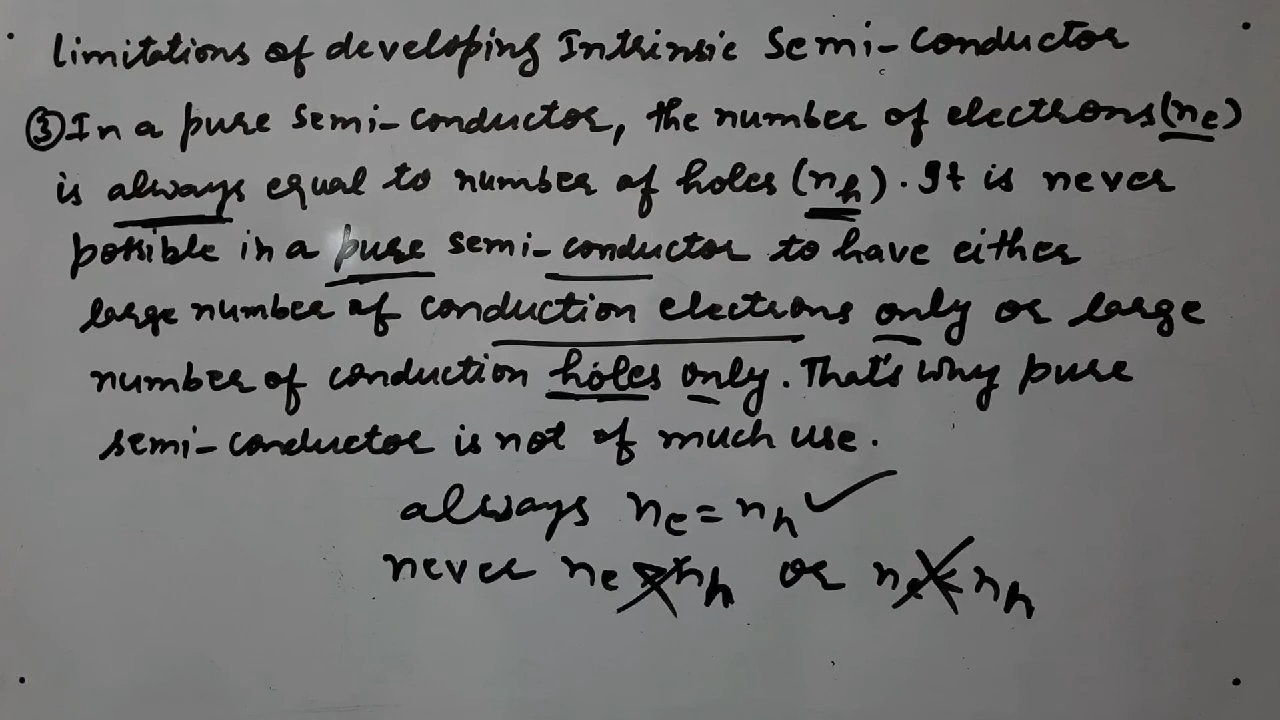 limitations of developing Intrinsic Semi-Conductor
③ In a pure semi-conductor, the number of electrons (ne)
is always equal to number of holes (nh). It is never
possible in a pure semi-conductor to have either
large number of conduction electrons only or large
number of conduction holes only. That's why pure
semi-conductor is not of much use.
always ne = nh ✓
never ne > nh or ne < nh